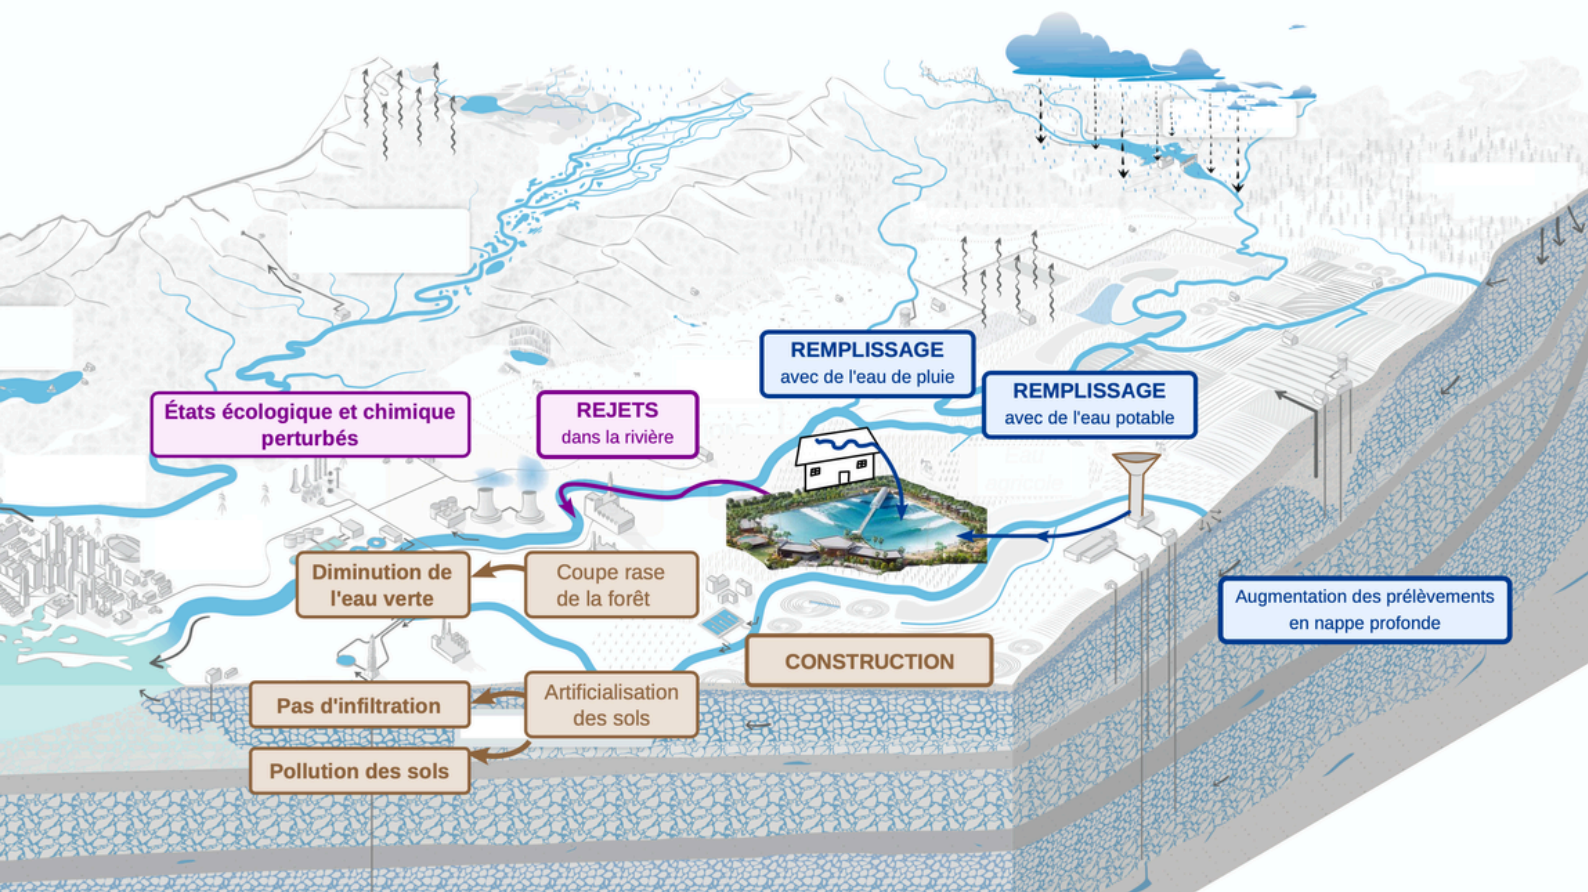 REMPLISSAGE
avec de l'eau de pluie
REMPLISSAGE
avec de l'eau potable
États écologique et chimique
perturbés
REJETS
dans la rivière
Diminution de
l'eau verte
Coupe rase
de la forêt
Augmentation des prélèvements
en nappe profonde
CONSTRUCTION
Pas d'infiltration
Artificialisation
des sols
Pollution des sols